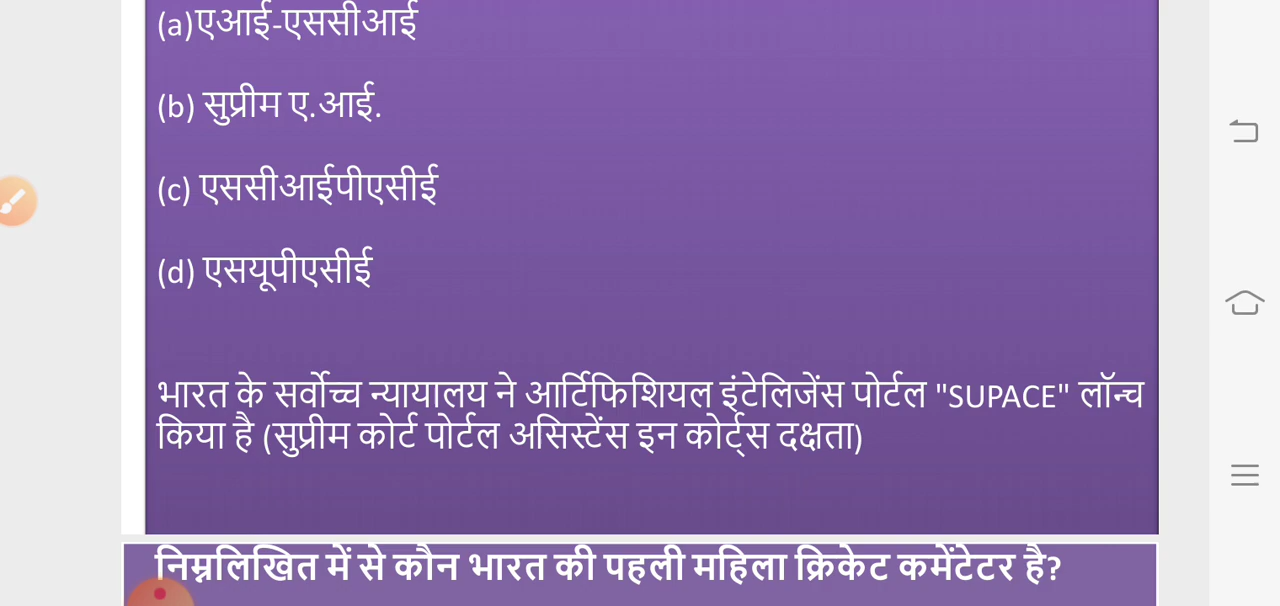 (a)एआई-एससीआई
(b) सुप्रीम ए.आई.
(c) एससीआईपीएसीई
(d) एसयूपीएसीई
भारत के सर्वोच्च न्यायालय ने आर्टिफिशियल इंटेलिजेंस पोर्टल "SUPACE" लॉन्च
किया है (सुप्रीम कोर्ट पोर्टल असिस्टेंस इन कोर्ट्स दक्षता)
निम्नलिखित में से कौन भारत की पहली महिला क्रिकेट कमेंटेटर है?